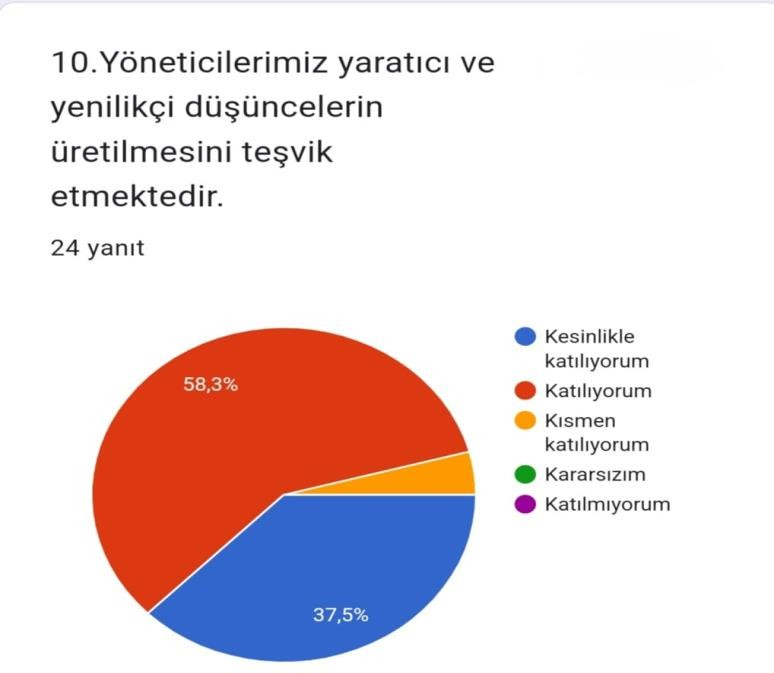 10.Yöneticilerimiz yaratıcı ve
yenilikçi düşüncelerin
üretilmesini teşvik
etmektedir.
24 yanıt
58,3%
37,5%
Kesinlikle
katılıyorum
Katılıyorum
Kısmen
katılıyorum
Kararsızım
Katılmıyorum